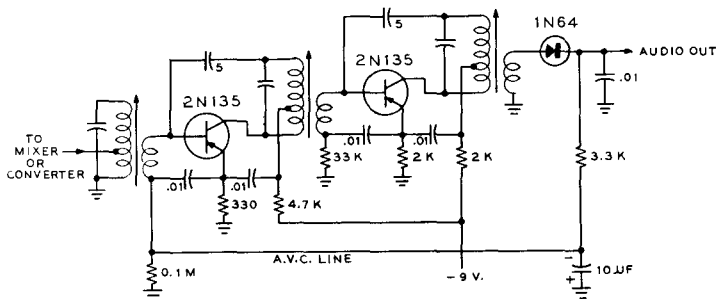 5
1N64
AUDIO OUT
2N135
.01
5
2N135
.01
.01
33 K
2 K
2 K
3.3 K
TO
MIXER
OR
CONVERTER
.01
.01
330
4.7 K
A.V.C. LINE
-9 V.
0.1 M
-
+
10 µF